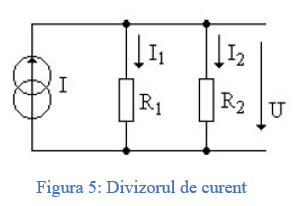 I₁ I₂
I R₁ R₂ U
Figura 5: Divizorul de curent